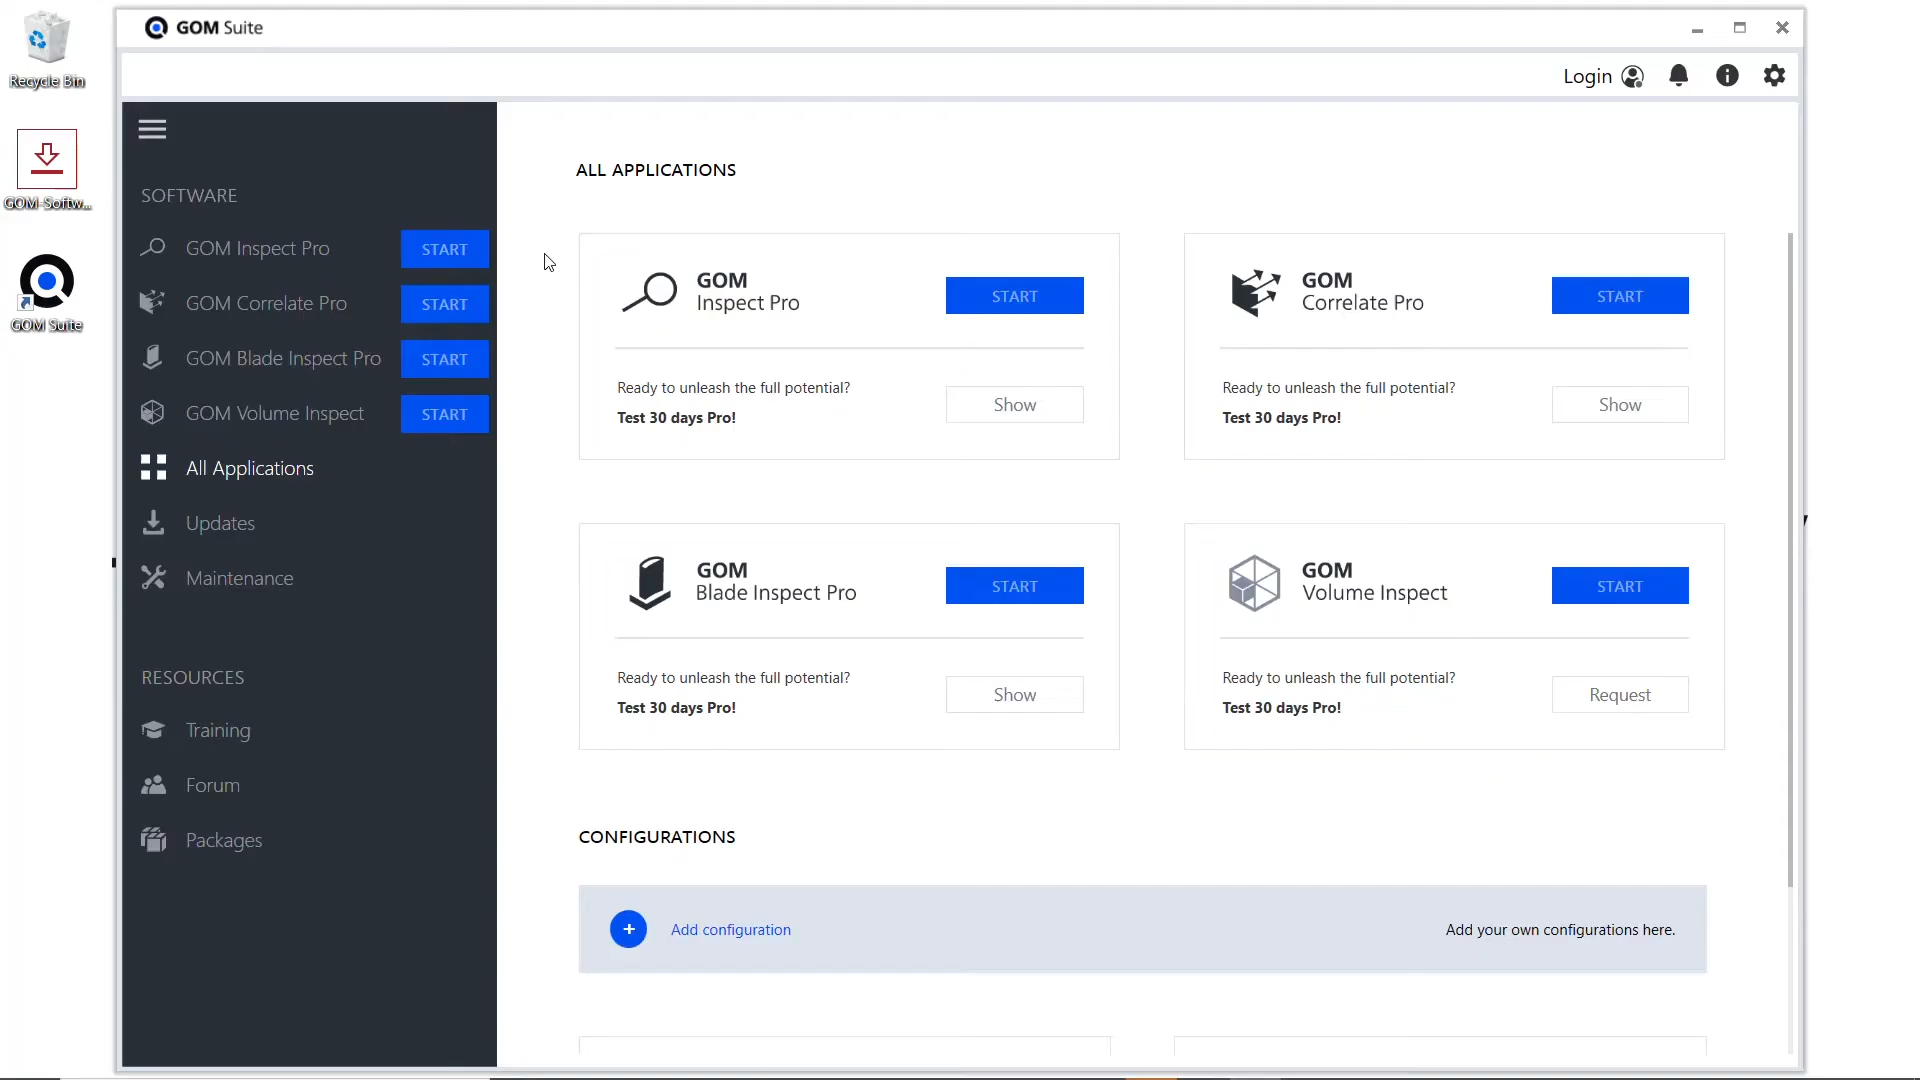 Recycle Bin
GOM-Softw...
GOM Suite
GOM Suite
Login
SOFTWARE
GOM Inspect Pro
START
GOM Correlate Pro
START
GOM Blade Inspect Pro
START
GOM Volume Inspect
START
All Applications
Updates
Maintenance
RESOURCES
Training
Forum
Packages
ALL APPLICATIONS
GOM
Inspect Pro
START
Ready to unleash the full potential?
Test 30 days Pro!
Show
GOM
Correlate Pro
START
Ready to unleash the full potential?
Test 30 days Pro!
Show
GOM
Blade Inspect Pro
START
Ready to unleash the full potential?
Test 30 days Pro!
Show
GOM
Volume Inspect
START
Ready to unleash the full potential?
Test 30 days Pro!
Request
CONFIGURATIONS
Add configuration
Add your own configurations here.